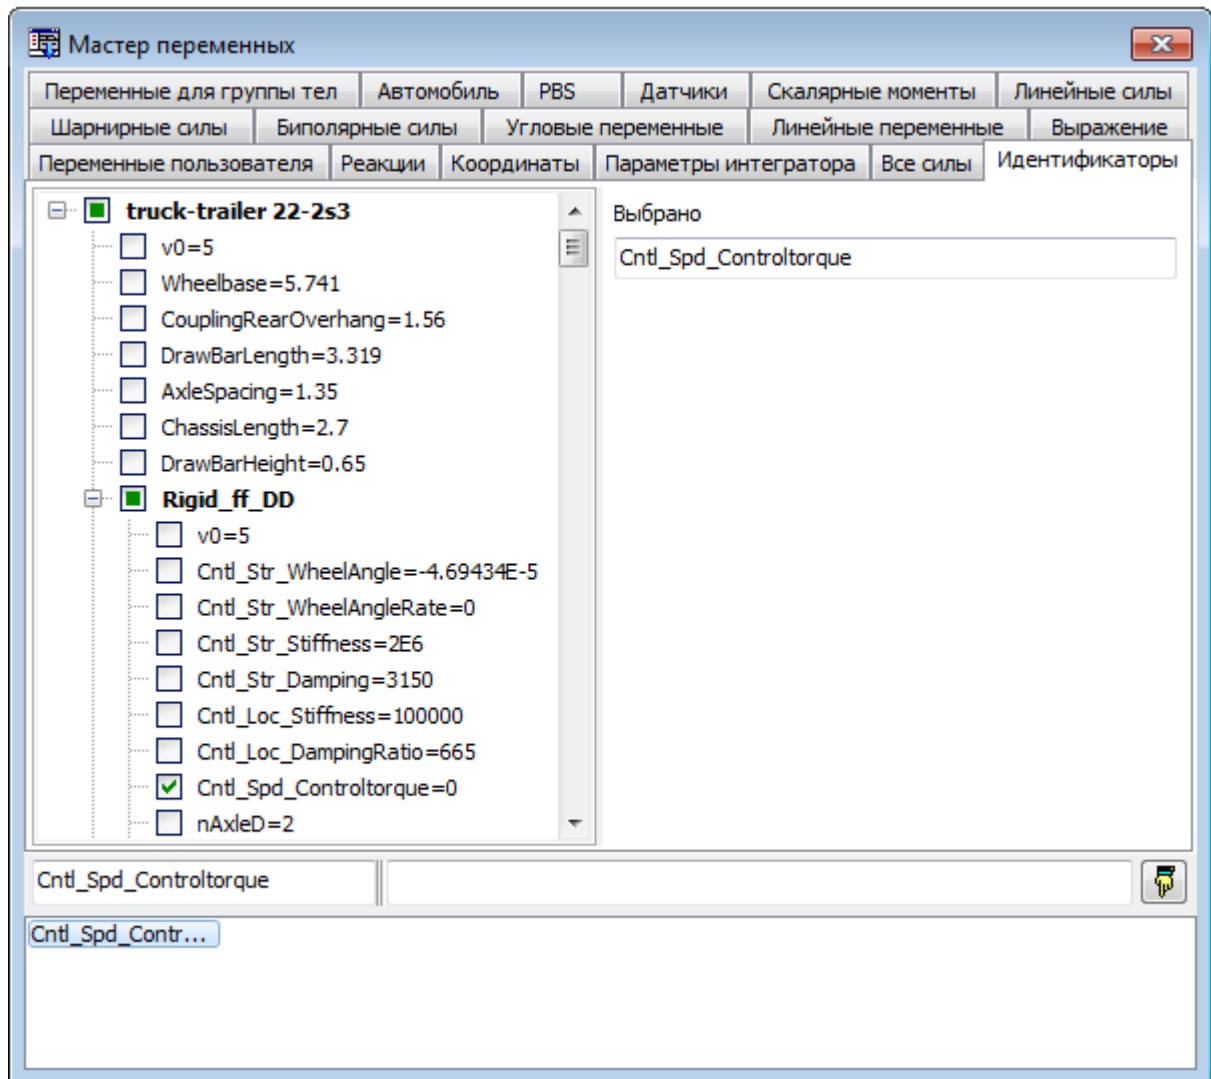 Мастер переменных
Переменные для группы тел Автомобиль PBS Датчики Скалярные моменты Линейные силы
Шарнирные силы Биполярные силы Угловые переменные Линейные переменные Выражение
Переменные пользователя Реакции Координаты Параметры интегратора Все силы Идентификаторы
truck-trailer 22-2s3
v0=5
Wheelbase=5.741
CouplingRearOverhang=1.56
DrawBarLength=3.319
AxleSpacing=1.35
ChassisLength=2.7
DrawBarHeight=0.65
Rigid_ff_DD
v0=5
Cntl_Str_WheelAngle=-4.69434E-5
Cntl_Str_WheelAngleRate=0
Cntl_Str_Stiffness=2E6
Cntl_Str_Damping=3150
Cntl_Loc_Stiffness=100000
Cntl_Loc_DampingRatio=665
Cntl_Spd_Controltorque=0
nAxleD=2
Выбрано
Cntl_Spd_Controltorque
Cntl_Spd_Controltorque
Cntl_Spd_Contr...